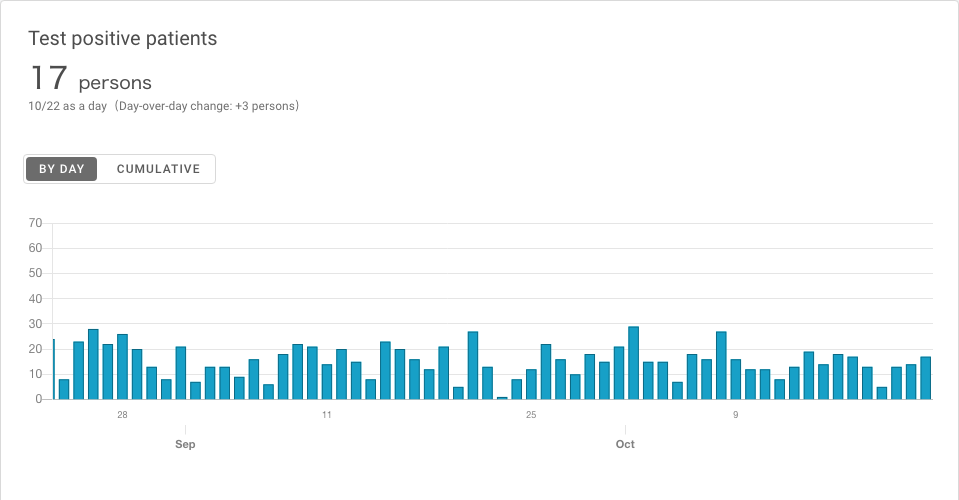 Test positive patients
17 persons
10/22 as a day（Day-over-day change: +3 persons）
BY DAY CUMULATIVE
70
60
50
40
30
20
10
0
28 11 25 9
Sep Oct